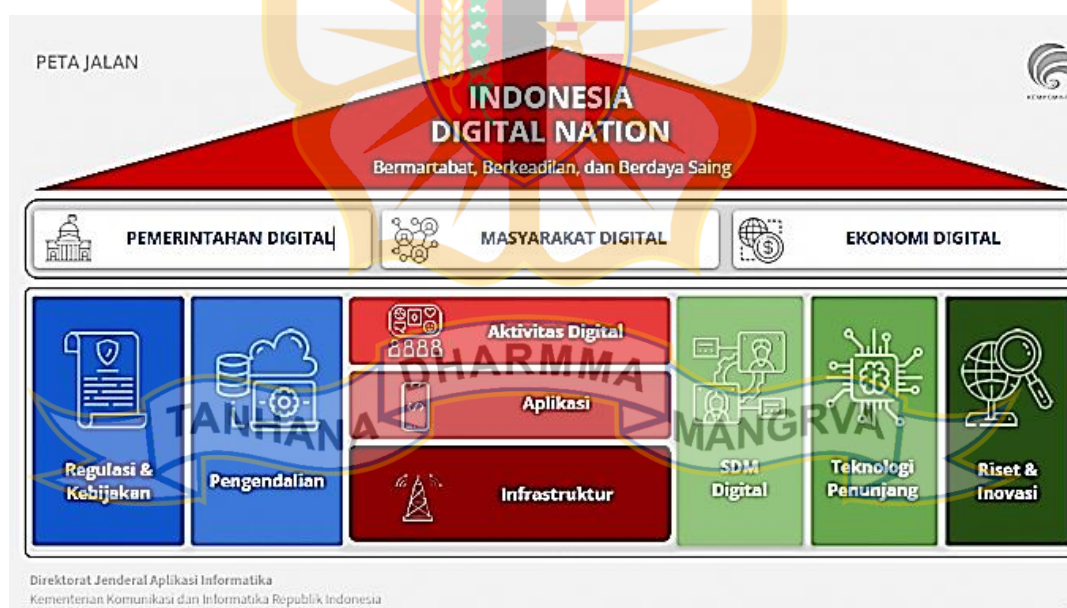 PETA JALAN
INDONESIA
DIGITAL NATION
Bermartabat, Berkeadilan, dan Berdaya Saing
PEMERINTAHAN DIGITAL
MASYARAKAT DIGITAL
EKONOMI DIGITAL
Aktivitas Digital
Aplikasi
Infrastruktur
Regulasi &
Kebijakan
Pengendalian
SDM
Digital
Teknologi
Penunjang
Riset &
Inovasi
TANHANA DHARMMA MANGRVA
Direktorat Jenderal Aplikasi Informatika
Kementerian Komunikasi dan Informatika Republik Indonesia